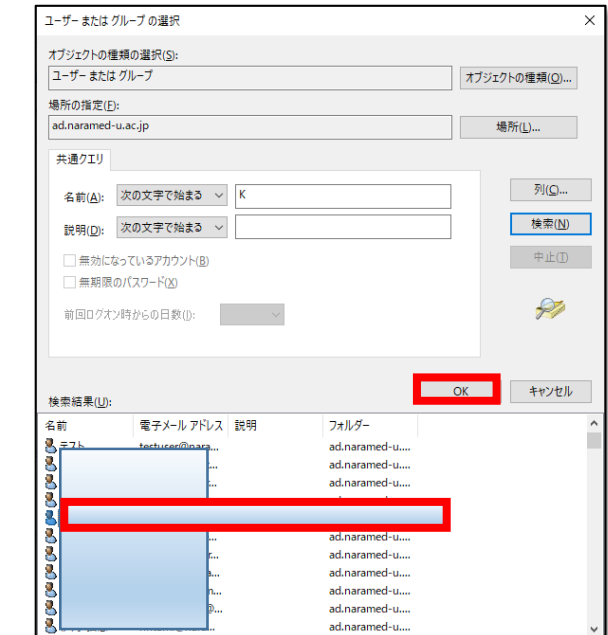 ユーザー または グループ の選択
オブジェクトの種類の選択(S):
ユーザー または グループ
オブジェクトの種類(O)...
場所の指定(F):
ad.naramed-u.ac.jp
場所(L)...
共通クエリ
名前(A): 次の文字で始まる K
列(C)...
説明(D): 次の文字で始まる
検索(N)
無効になっているアカウント(B)
中止(T)
無期限のパスワード(X)
前回ログオン時からの日数(I):
OK キャンセル
検索結果(U):
名前 電子メール アドレス 説明 フォルダー
テスト testuser@nara... ad.naramed-u....
ad.naramed-u....
ad.naramed-u....
ad.naramed-u....
ad.naramed-u....
ad.naramed-u....
ad.naramed-u....
ad.naramed-u....
ad.naramed-u....